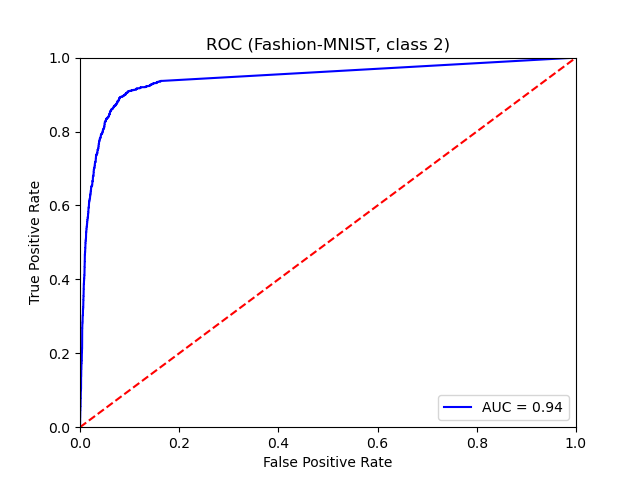 ROC (Fashion-MNIST, class 2)
1.0
0.8
0.6
0.4
0.2
0.0
True Positive Rate
AUC = 0.94
0.0 0.2 0.4 0.6 0.8 1.0
False Positive Rate